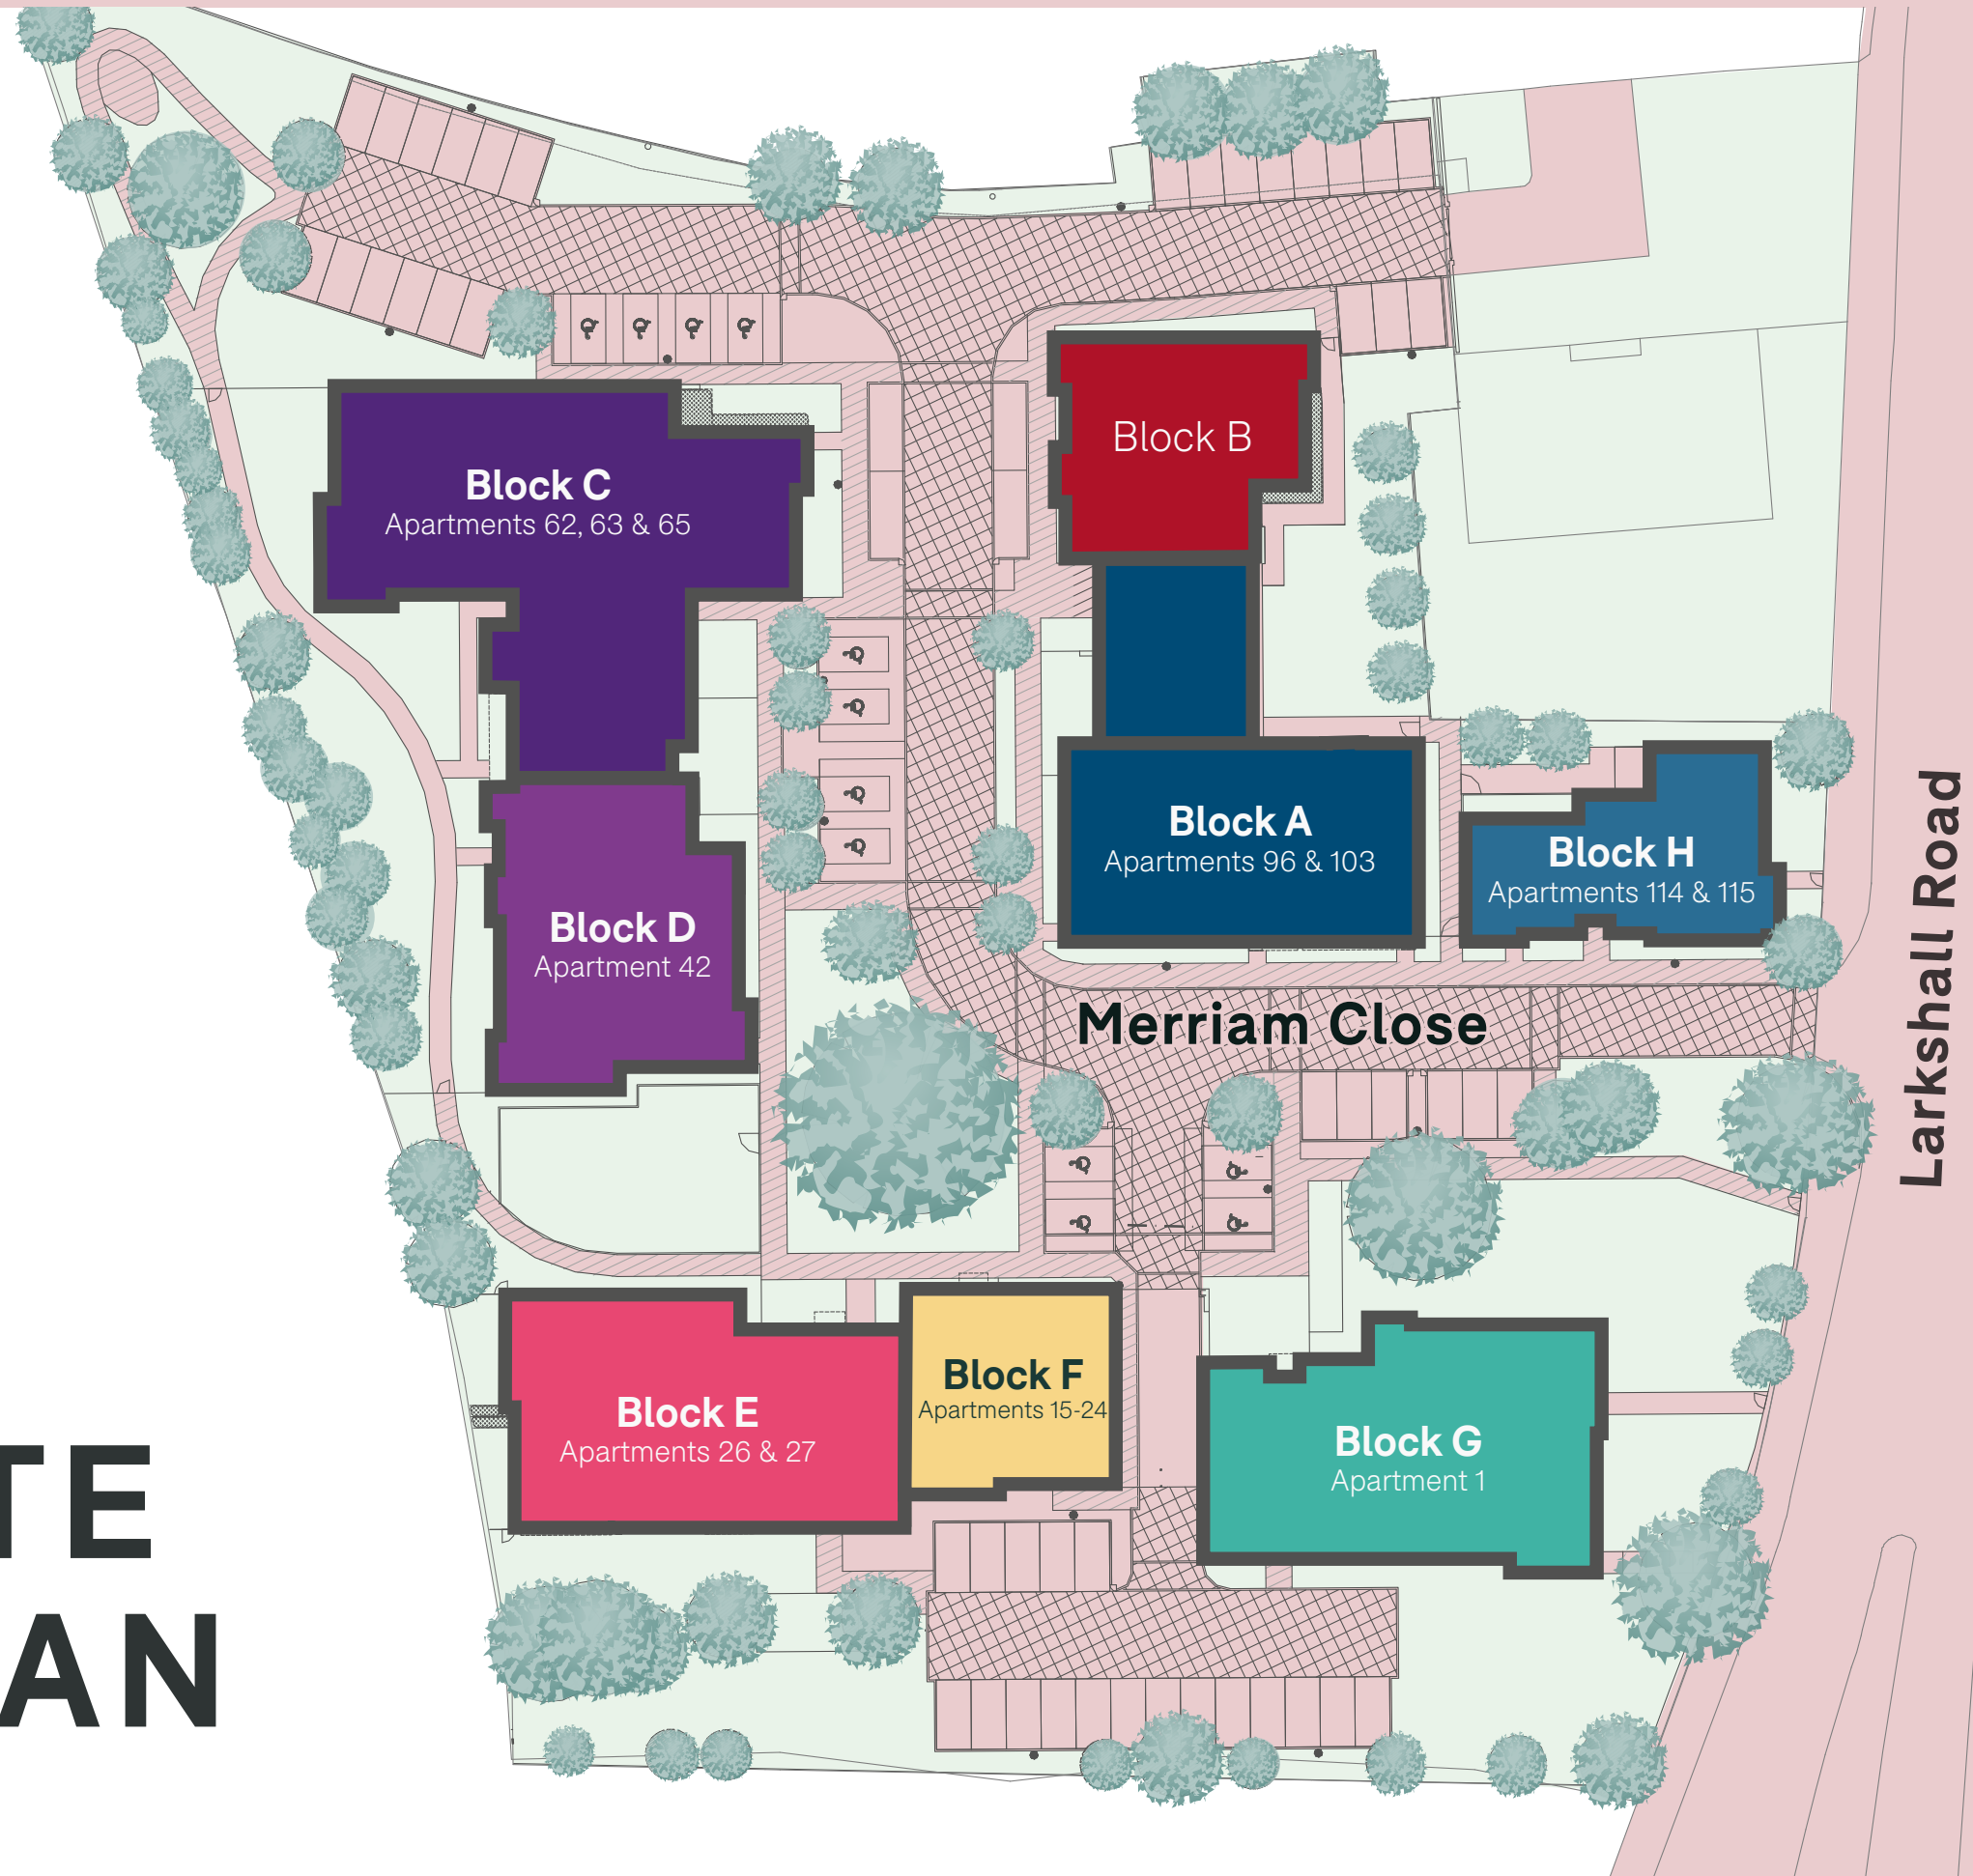 Block B
Block C
Apartments 62, 63 & 65
Block A
Apartments 96 & 103
Block H
Apartments 114 & 115
Block D
Apartment 42
Merriam Close
Larkshall Road
Block F
Apartments 15-24
Block E
Apartments 26 & 27
Block G
Apartment 1
TE
AN